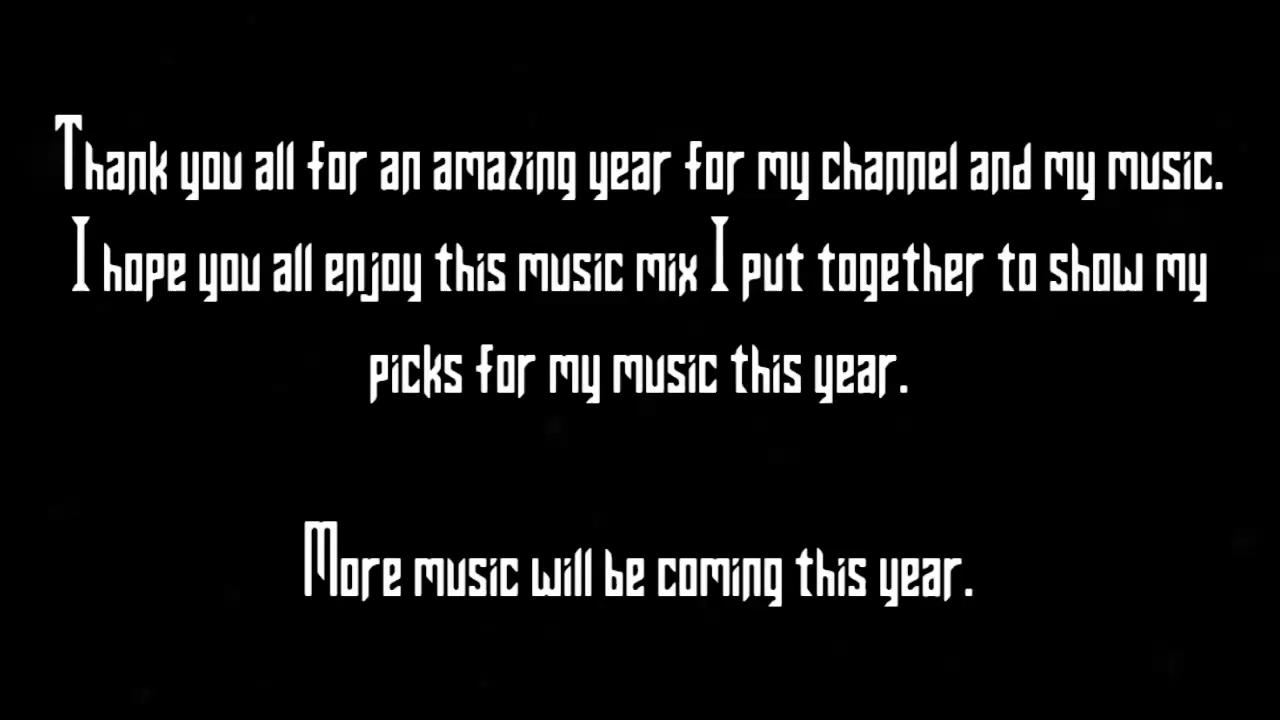 Thank you all for an amazing year for my channel and my music.
I hope you all enjoy this music mix I put together to show my
picks for my music this year.
More music will be coming this year.